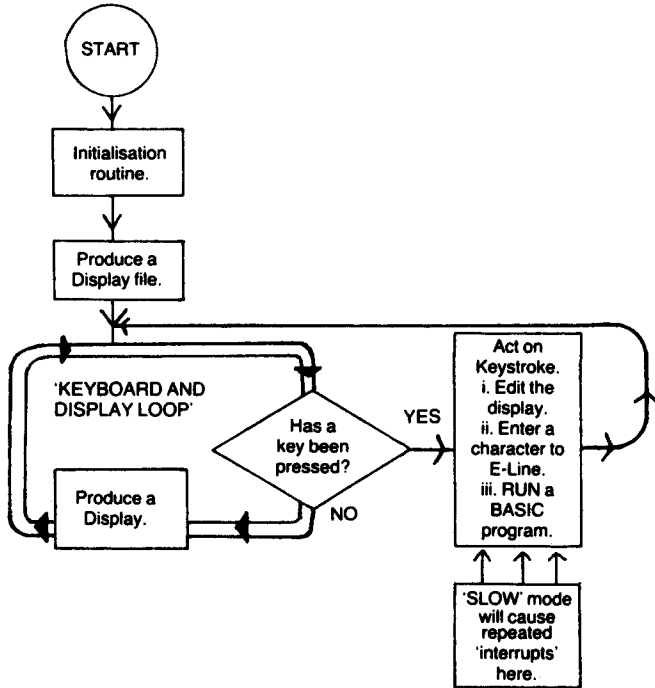 START
Initialisation
routine.
Produce a
Display file.
'KEYBOARD AND
DISPLAY LOOP'
Has a
key been
pressed?
YES
NO
Produce a
Display.
Act on
Keystroke.
i. Edit the
display.
ii. Enter a
character to
E-Line.
iii. RUN a
BASIC
program.
'SLOW' mode
will cause
repeated
'interrupts'
here.